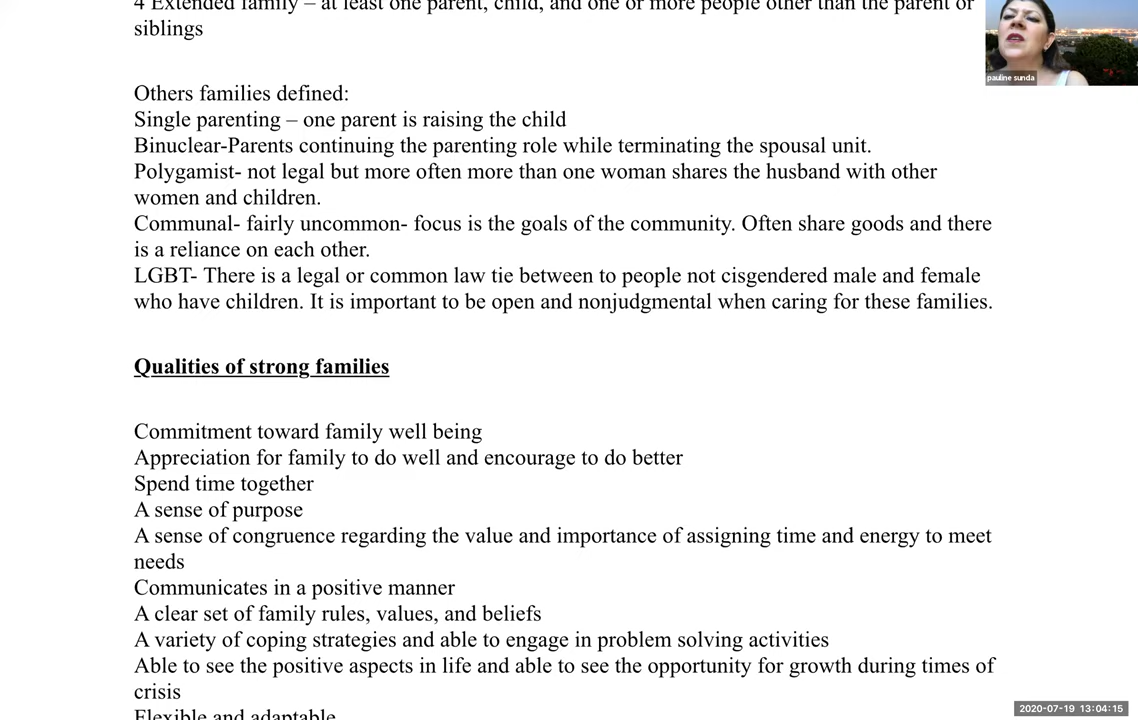 4 Extended family – at least one parent, child, and one or more people other than the parent or
siblings
Others families defined:
Single parenting – one parent is raising the child
Binuclear-Parents continuing the parenting role while terminating the spousal unit.
Polygamist- not legal but more often more than one woman shares the husband with other
women and children.
Communal- fairly uncommon- focus is the goals of the community. Often share goods and there
is a reliance on each other.
LGBT- There is a legal or common law tie between to people not cisgendered male and female
who have children. It is important to be open and nonjudgmental when caring for these families.
Qualities of strong families
Commitment toward family well being
Appreciation for family to do well and encourage to do better
Spend time together
A sense of purpose
A sense of congruence regarding the value and importance of assigning time and energy to meet
needs
Communicates in a positive manner
A clear set of family rules, values, and beliefs
A variety of coping strategies and able to engage in problem solving activities
Able to see the positive aspects in life and able to see the opportunity for growth during times of
crisis
Flexible and adaptable
pauline sunda
2020-07-19 13:04:15